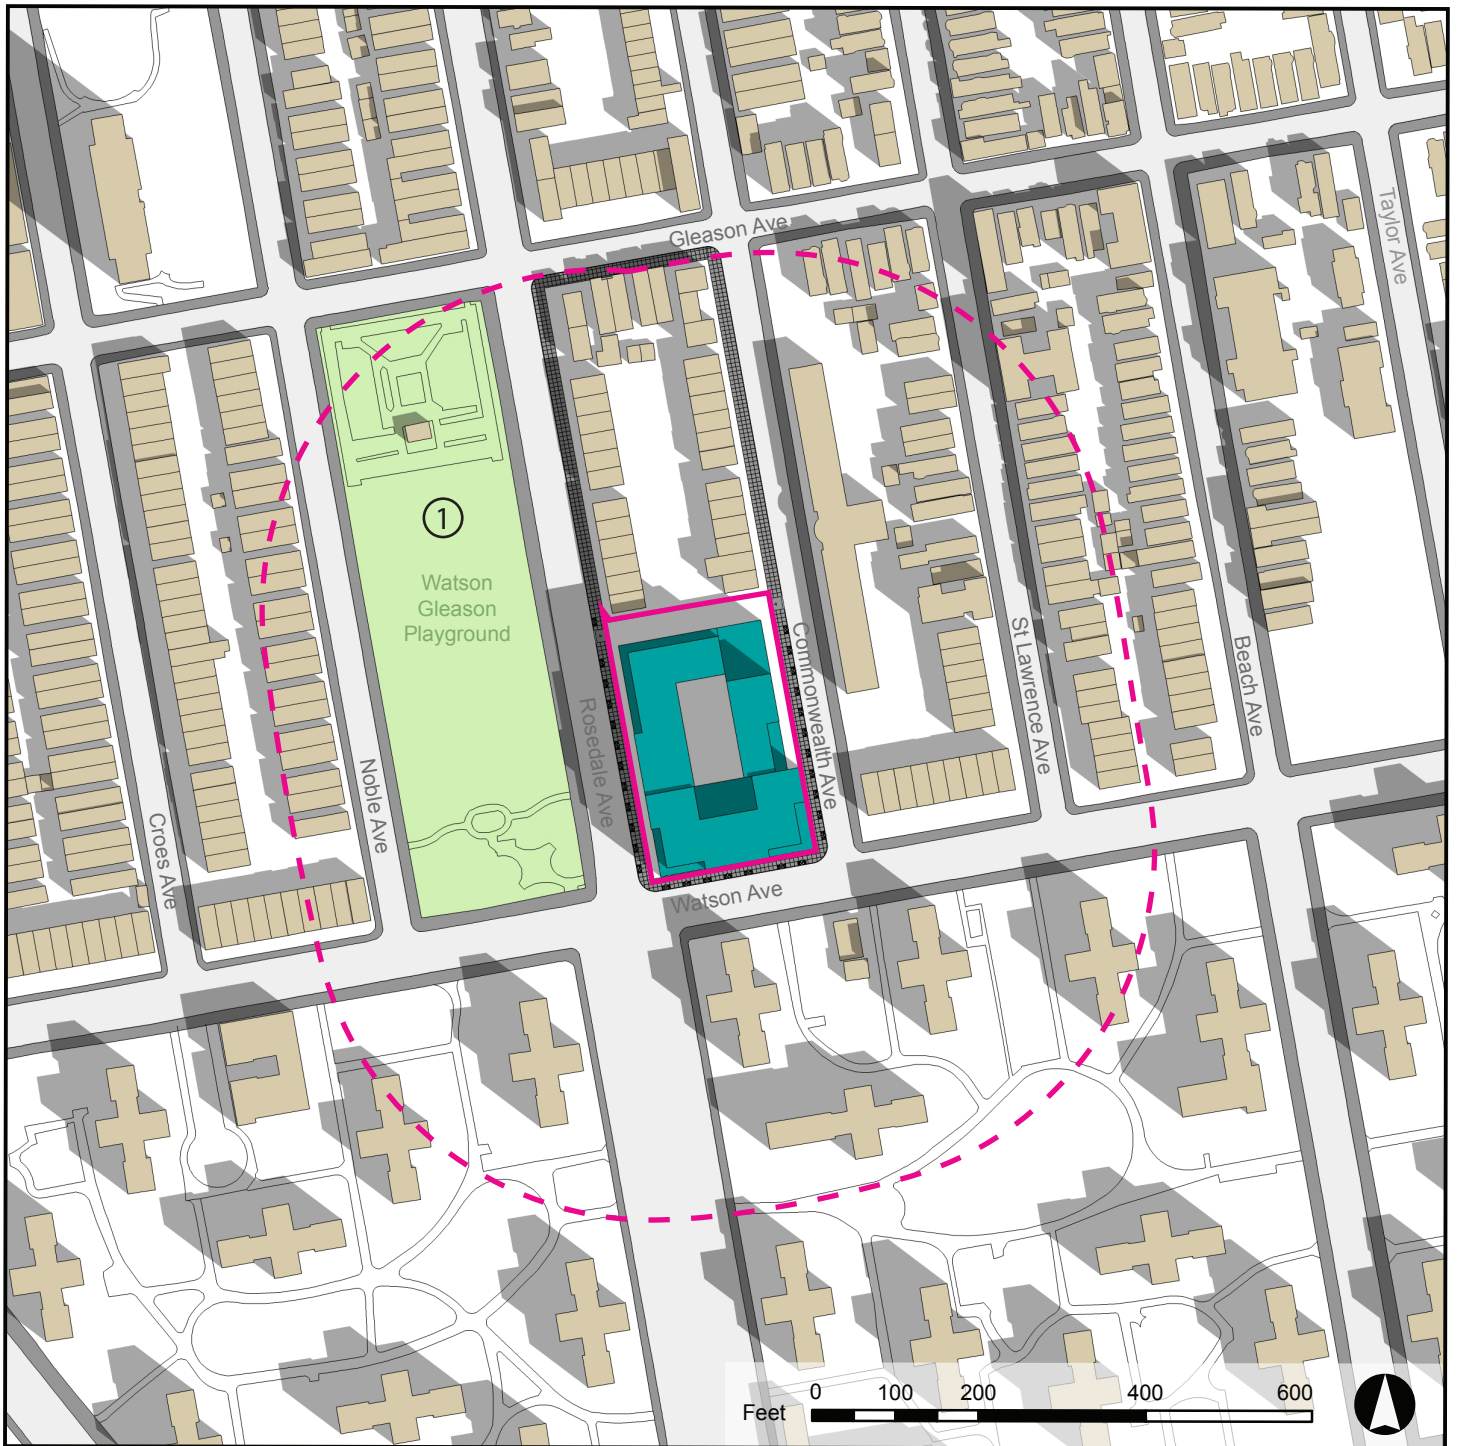 Gleason Ave
Taylor Ave
1
Watson
Gleason
Playground
St Lawrence Ave
Commonwealth Ave
Beach Ave
Rosedale Ave
Noble Ave
Croes Ave
Watson Ave
0 100 200 400 600
Feet